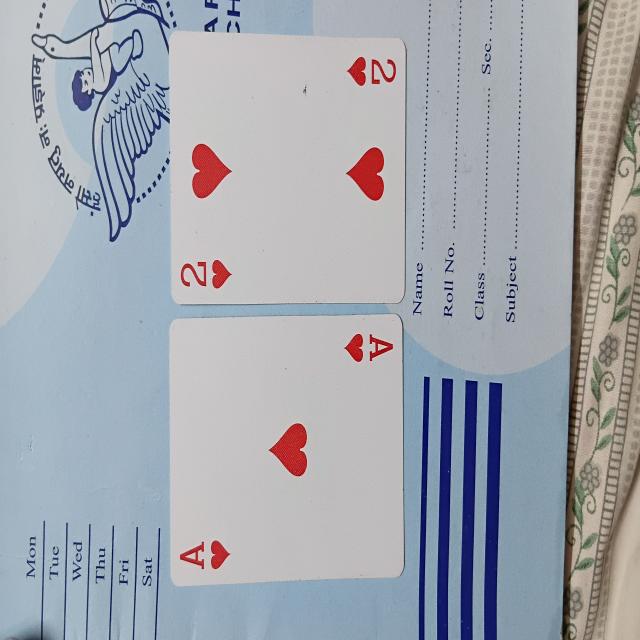 Mon
Tue
Wed
Thu
Fri
Sat
A
A
2
2
Name ..........
Roll No. ..........
Class .......... Sec. ..........
Subject ..........